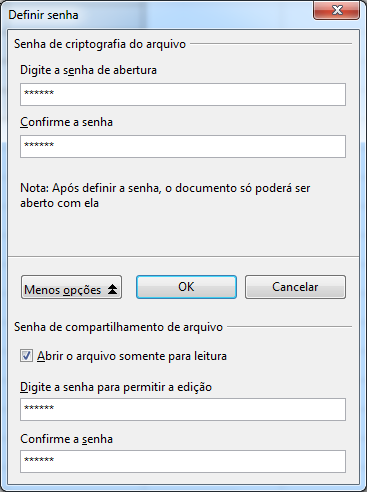 Definir senha
Senha de criptografia do arquivo
Digite a senha de abertura
******
Confirme a senha
******
Nota: Após definir a senha, o documento só poderá ser
aberto com ela
Menos opções OK Cancelar
Senha de compartilhamento de arquivo
Abrir o arquivo somente para leitura
Digite a senha para permitir a edição
******
Confirme a senha
******